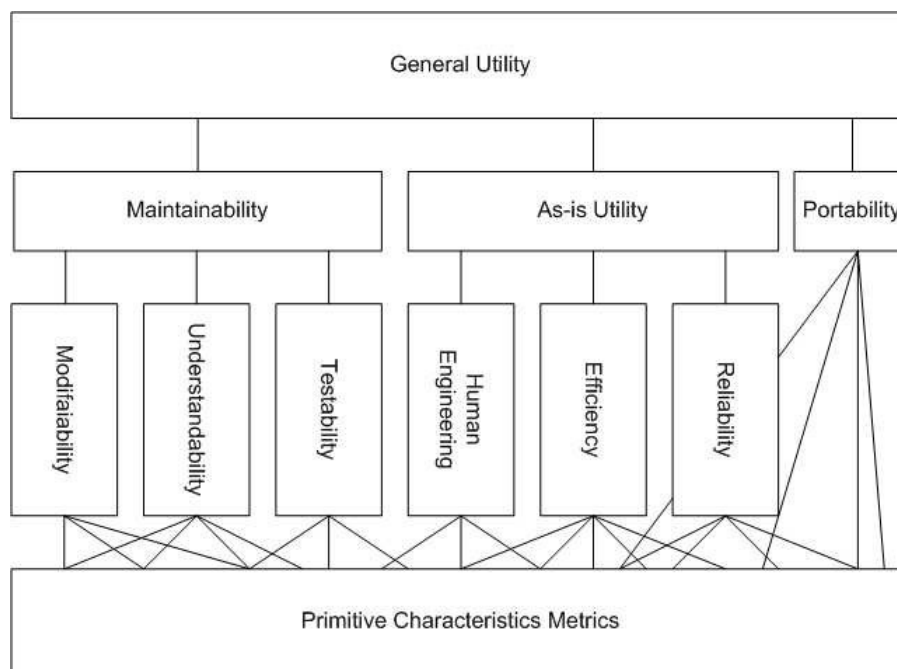 General Utility
Maintainability
As-is Utility
Portability
Modifaiability
Understandability
Testability
Human
Engineering
Efficiency
Reliability
Primitive Characteristics Metrics